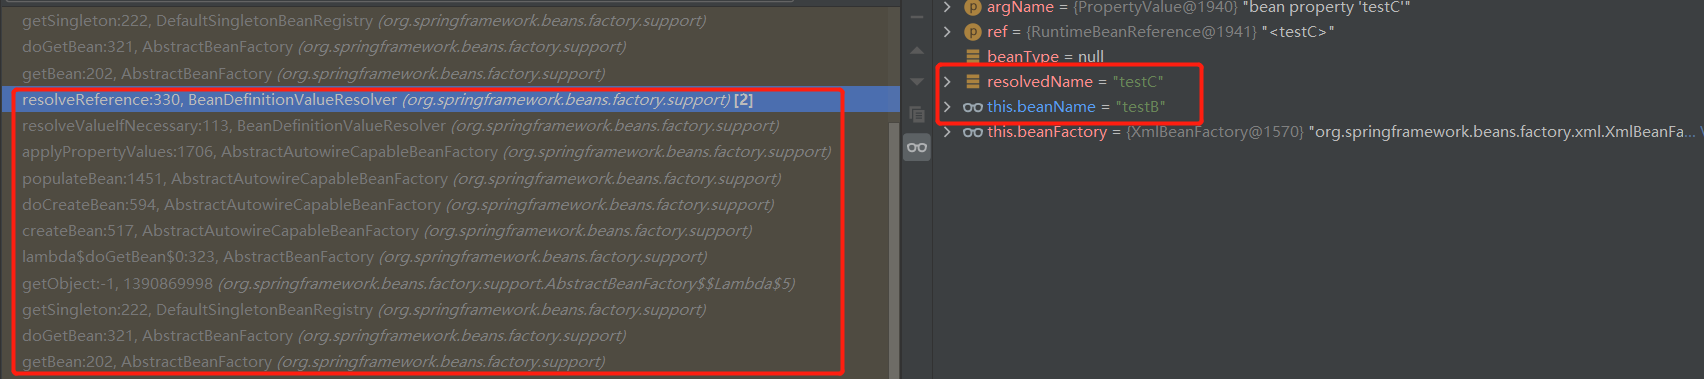 getSingleton:222, DefaultSingletonBeanRegistry (org.springframework.beans.factory.support)
doGetBean:321, AbstractBeanFactory (org.springframework.beans.factory.support)
getBean:202, AbstractBeanFactory (org.springframework.beans.factory.support)
resolveReference:330, BeanDefinitionValueResolver (org.springframework.beans.factory.support) [2]
resolveValueIfNecessary:113, BeanDefinitionValueResolver (org.springframework.beans.factory.support)
applyPropertyValues:1706, AbstractAutowireCapableBeanFactory (org.springframework.beans.factory.support)
populateBean:1451, AbstractAutowireCapableBeanFactory (org.springframework.beans.factory.support)
doCreateBean:594, AbstractAutowireCapableBeanFactory (org.springframework.beans.factory.support)
createBean:517, AbstractAutowireCapableBeanFactory (org.springframework.beans.factory.support)
lambda$doGetBean$0:323, AbstractBeanFactory (org.springframework.beans.factory.support)
getObject:-1, 1390869998 (org.springframework.beans.factory.support.AbstractBeanFactory$$Lambda$5)
getSingleton:222, DefaultSingletonBeanRegistry (org.springframework.beans.factory.support)
doGetBean:321, AbstractBeanFactory (org.springframework.beans.factory.support)
getBean:202, AbstractBeanFactory (org.springframework.beans.factory.support)
argName = {PropertyValue@1940} "bean property 'testC'"
ref = {RuntimeBeanReference@1941} "<testC>"
beanType = null
resolvedName = "testC"
this.beanName = "testB"
this.beanFactory = {XmlBeanFactory@1570} "org.springframework.beans.factory.xml.XmlBeanFa...